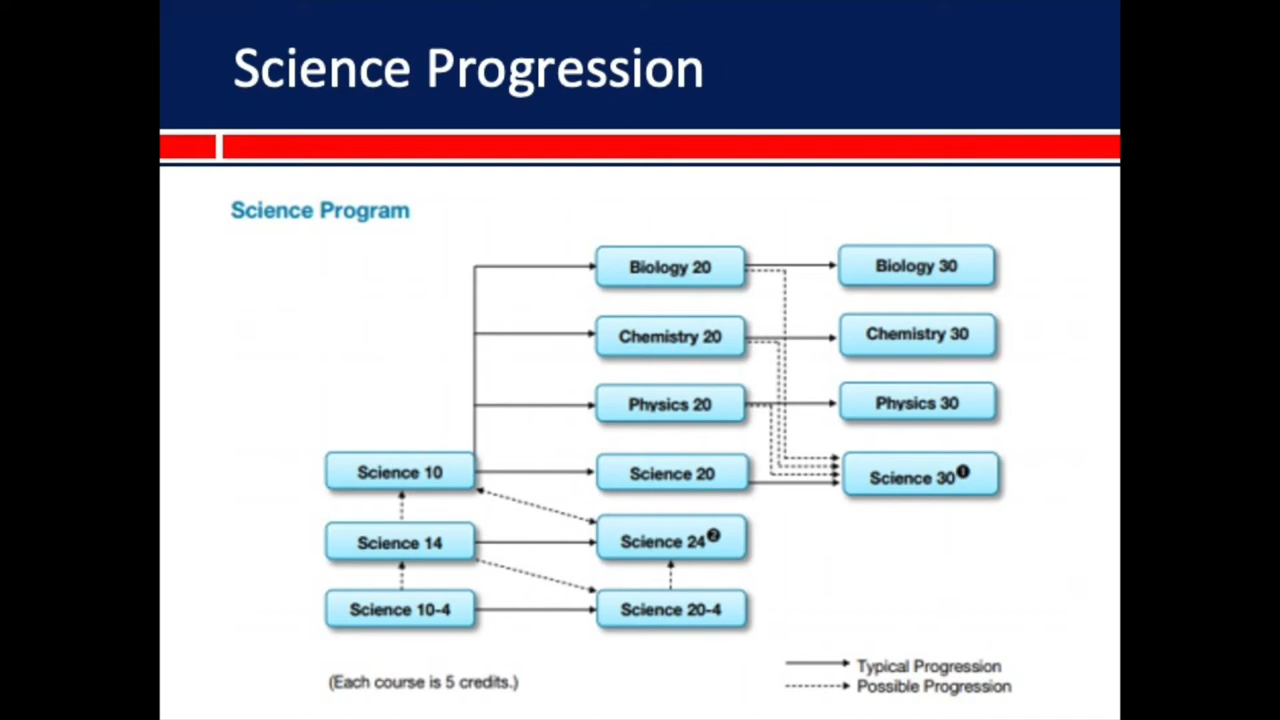 Science Progression
Science Program
Biology 20
Biology 30
Chemistry 20
Chemistry 30
Physics 20
Physics 30
Science 10
Science 20
Science 30❶
Science 14
Science 24❷
Science 10-4
Science 20-4
Typical Progression
(Each course is 5 credits.)
Possible Progression